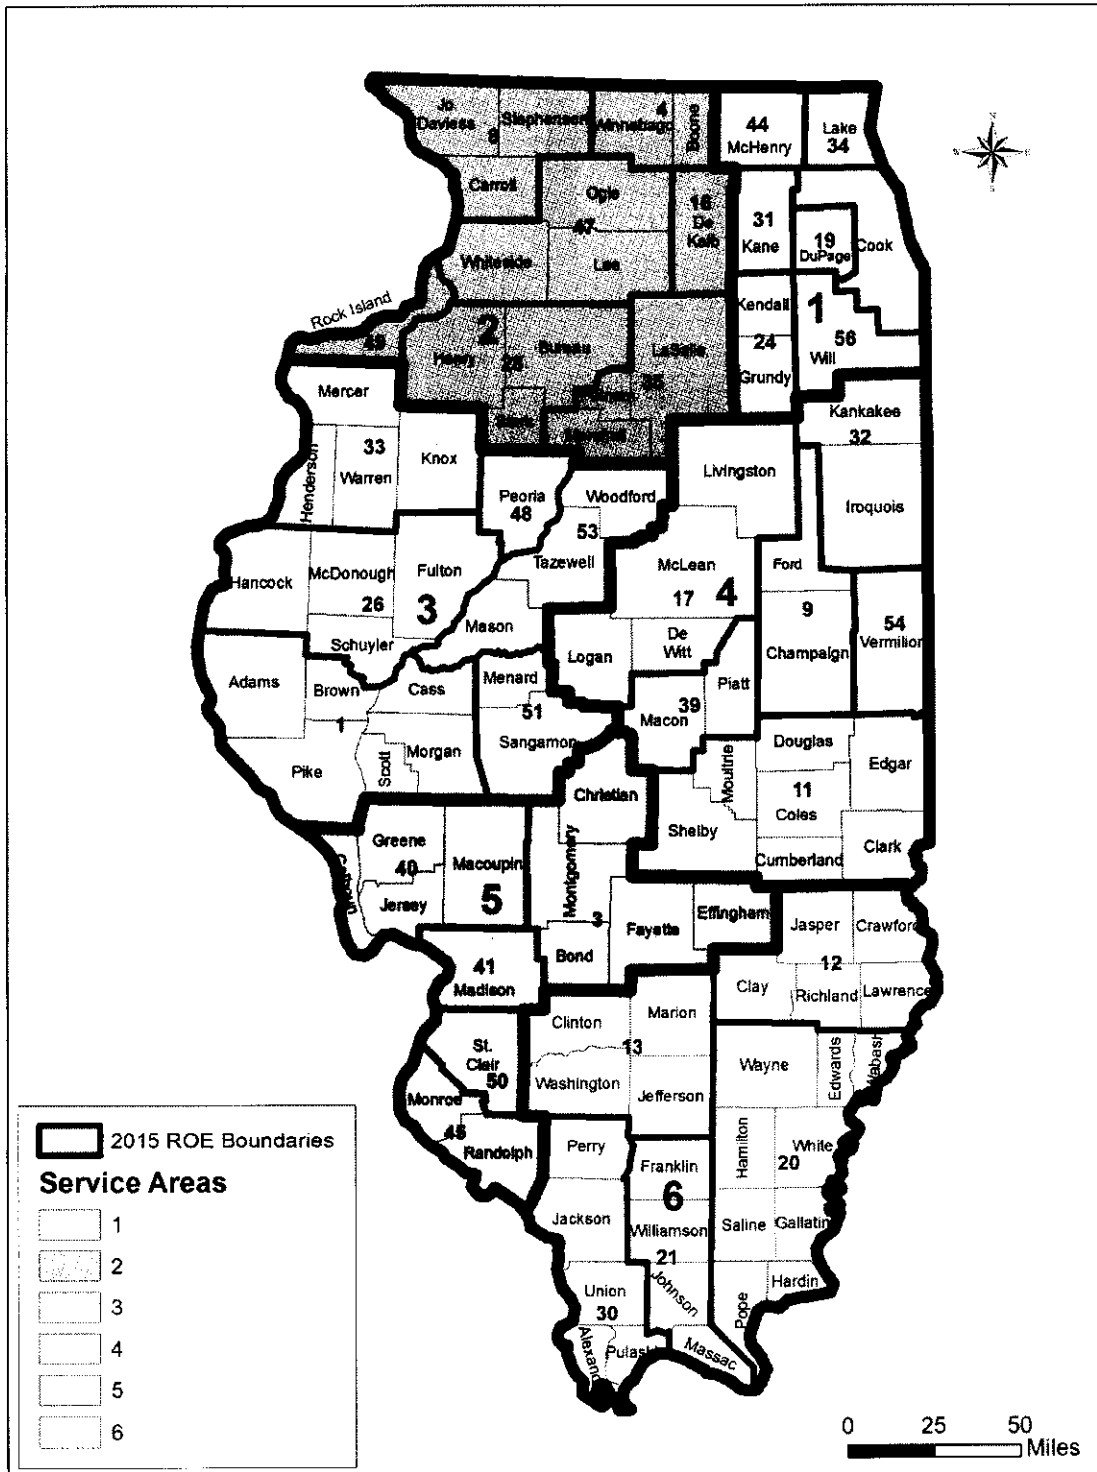 Jo
Daviess
8
Stephenson
4
Winnebago
Boone
44
McHenry
Lake
34
Carroll
Ogle
47
16
De
Kalb
31
Kane
19
DuPage
Cook
Whiteside
Lee
Rock Island
49
2
Henry
28
Bureau
LaSalle
35
Stark
Marshall
Kendall
24
Grundy
1
56
Will
Mercer
33
Henderson
Warren
Knox
Peoria
48
Woodford
53
Tazewell
Livingston
Kankakee
32
Iroquois
Hancock
McDonough
26
Fulton
3
Schuyler
Mason
McLean
17
4
Ford
9
Champaign
54
Vermilion
Logan
De
Witt
Piatt
Adams
Brown
1
Cass
Menard
51
Sangamon
39
Macon
Pike
Scott
Morgan
Christian
Moultrie
Shelby
Douglas
11
Coles
Cumberland
Edgar
Clark
Calhoun
Greene
40
Jersey
Macoupin
5
Montgomery
3
Bond
Fayette
Effingham
Jasper
Crawford
12
Clay
Richland
Lawrence
41
Madison
Clinton
Marion
13
Washington
Jefferson
St.
Clair
50
Monroe
45
Randolph
Wayne
Edwards
Wabash
Hamilton
White
20
Saline
Gallatin
Hardin
Pope
Perry
Franklin
6
Jackson
Williamson
21
Johnson
Union
30
Massac
2015 ROE Boundaries
Service Areas
1
2
3
4
5
6
0 25 50
Miles